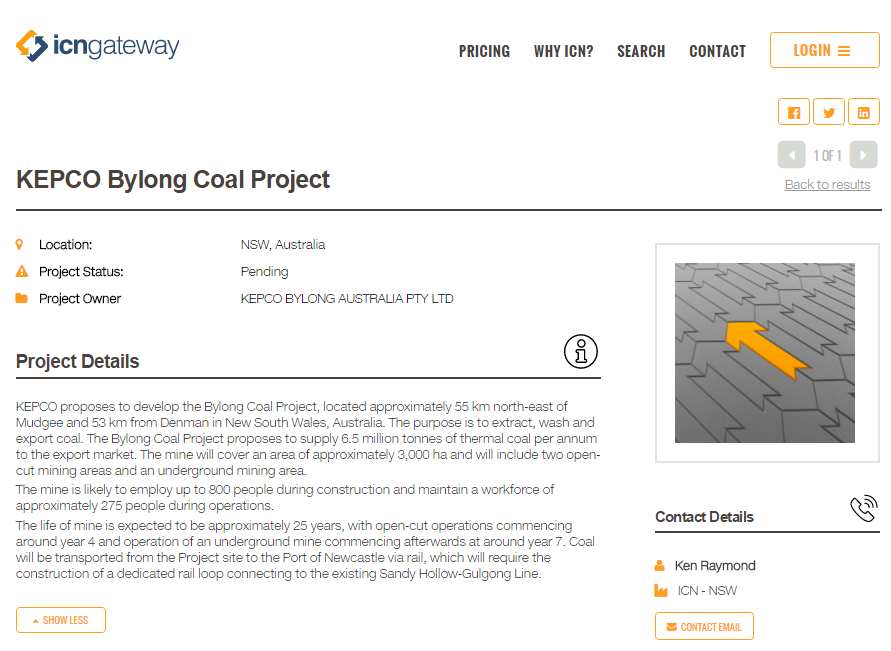 icngateway
PRICING WHY ICN? SEARCH CONTACT LOGIN
1 OF 1
Back to results
KEPCO Bylong Coal Project
Location: NSW, Australia
Project Status: Pending
Project Owner KEPCO BYLONG AUSTRALIA PTY LTD
Project Details
KEPCO proposes to develop the Bylong Coal Project, located approximately 55 km north-east of
Mudgee and 53 km from Denman in New South Wales, Australia. The purpose is to extract, wash and
export coal. The Bylong Coal Project proposes to supply 6.5 million tonnes of thermal coal per annum
to the export market. The mine will cover an area of approximately 3,000 ha and will include two open-
cut mining areas and an underground mining area.
The mine is likely to employ up to 800 people during construction and maintain a workforce of
approximately 275 people during operations.
The life of mine is expected to be approximately 25 years, with open-cut operations commencing
around year 4 and operation of an underground mine commencing afterwards at around year 7. Coal
will be transported from the Project site to the Port of Newcastle via rail, which will require the
construction of a dedicated rail loop connecting to the existing Sandy Hollow-Gulgong Line.
SHOW LESS
Contact Details
Ken Raymond
ICN - NSW
CONTACT EMAIL